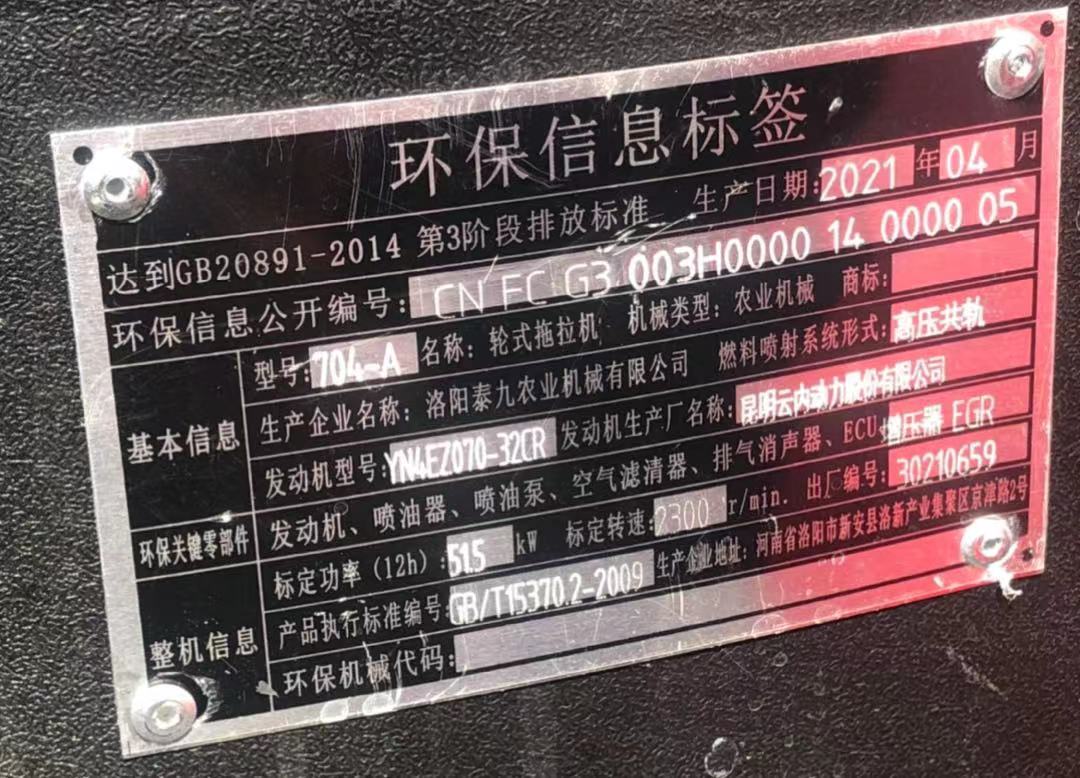 环保信息标签
达到GB20891-2014 第3阶段排放标准 生产日期:2021年04月
环保信息公开编号: CN FC G3 003H0000 14 0000 05
基本信息
型号:704-A 名称: 轮式拖拉机 机械类型: 农业机械 商标:
生产企业名称: 洛阳泰九农业机械有限公司 燃料喷射系统形式: 高压共轨
发动机型号:YN4EZ070-32CR 发动机生产厂名称: 昆明云内动力股份有限公司
环保关键零部件
发动机、喷油器、喷油泵、空气滤清器、排气消声器、ECU 增压器 EGR
整机信息
标定功率(12h):51.5 kW 标定转速:2300 r/min. 出厂编号: 30210659
产品执行标准编号:GB/T15370.2-2009 生产企业地址: 河南省洛阳市新安县洛新产业集聚区京津路2号
环保机械代码: